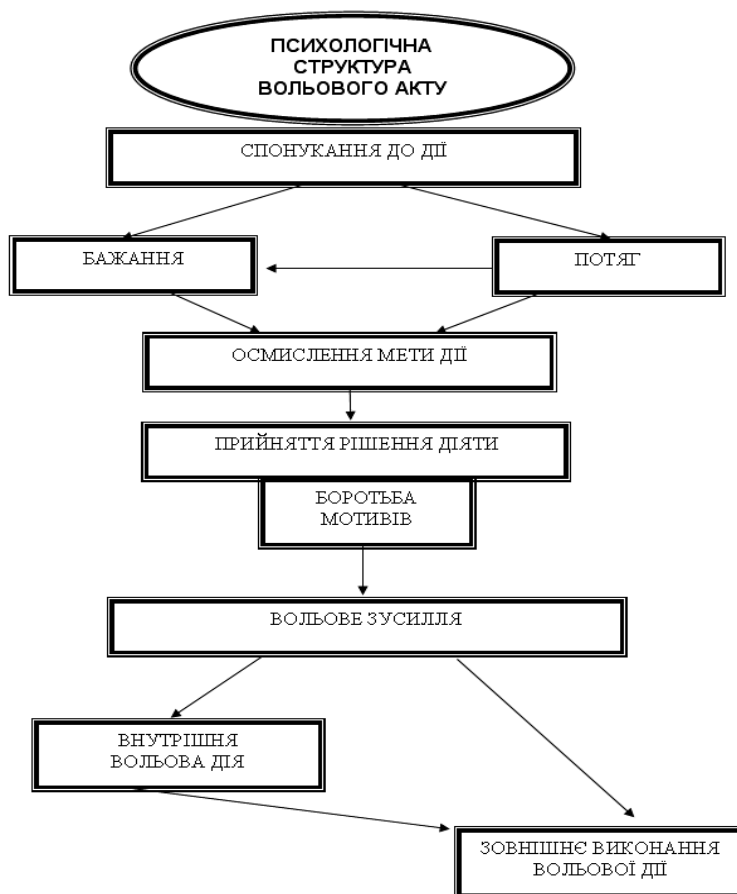 ПСИХОЛОГІЧНА
СТРУКТУРА
ВОЛЬОВОГО АКТУ
СПОНУКАННЯ ДО ДІЇ
БАЖАННЯ
ПОТЯГ
ОСМИСЛЕННЯ МЕТИ ДІЇ
ПРИЙНЯТТЯ РІШЕННЯ ДІЯТИ
БОРОТЬБА
МОТИВІВ
ВОЛЬОВЕ ЗУСИЛЛЯ
ВНУТРІШНЯ
ВОЛЬОВА ДІЯ
ЗОВНІШНЄ ВИКОНАННЯ
ВОЛЬОВОЇ ДІЇ